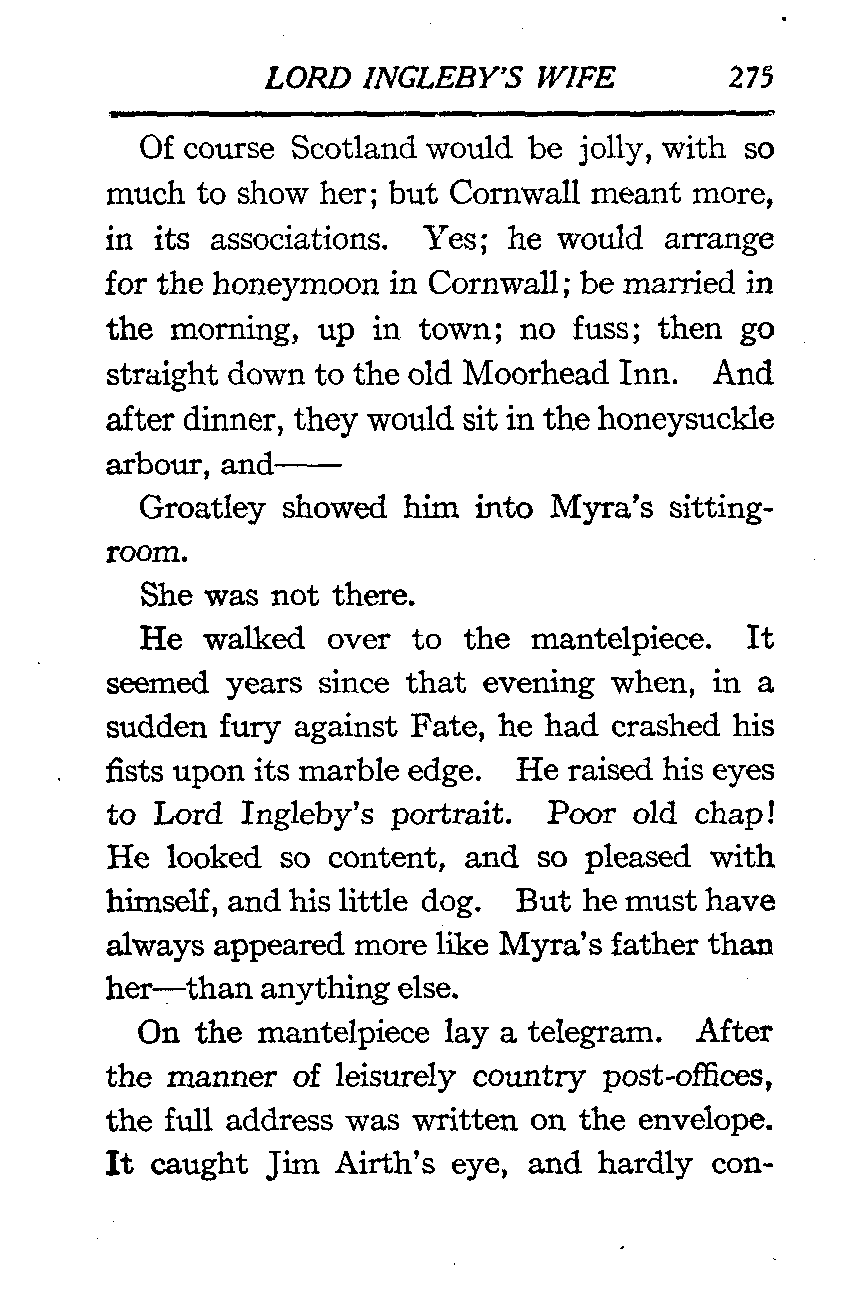 LORD INGLEBY'S WIFE 275
Of course Scotland would be jolly, with so
much to show her; but Cornwall meant more,
in its associations. Yes; he would arrange
for the honeymoon in Cornwall; be married in
the morning, up in town; no fuss; then go
straight down to the old Moorhead Inn. And
after dinner, they would sit in the honeysuckle
arbour, and——
Groatley showed him into Myra's sitting-
room.
She was not there.
He walked over to the mantelpiece. It
seemed years since that evening when, in a
sudden fury against Fate, he had crashed his
fists upon its marble edge. He raised his eyes
to Lord Ingleby's portrait. Poor old chap!
He looked so content, and so pleased with
himself, and his little dog. But he must have
always appeared more like Myra's father than
her—than anything else.
On the mantelpiece lay a telegram. After
the manner of leisurely country post-offices,
the full address was written on the envelope.
It caught Jim Airth's eye, and hardly con-